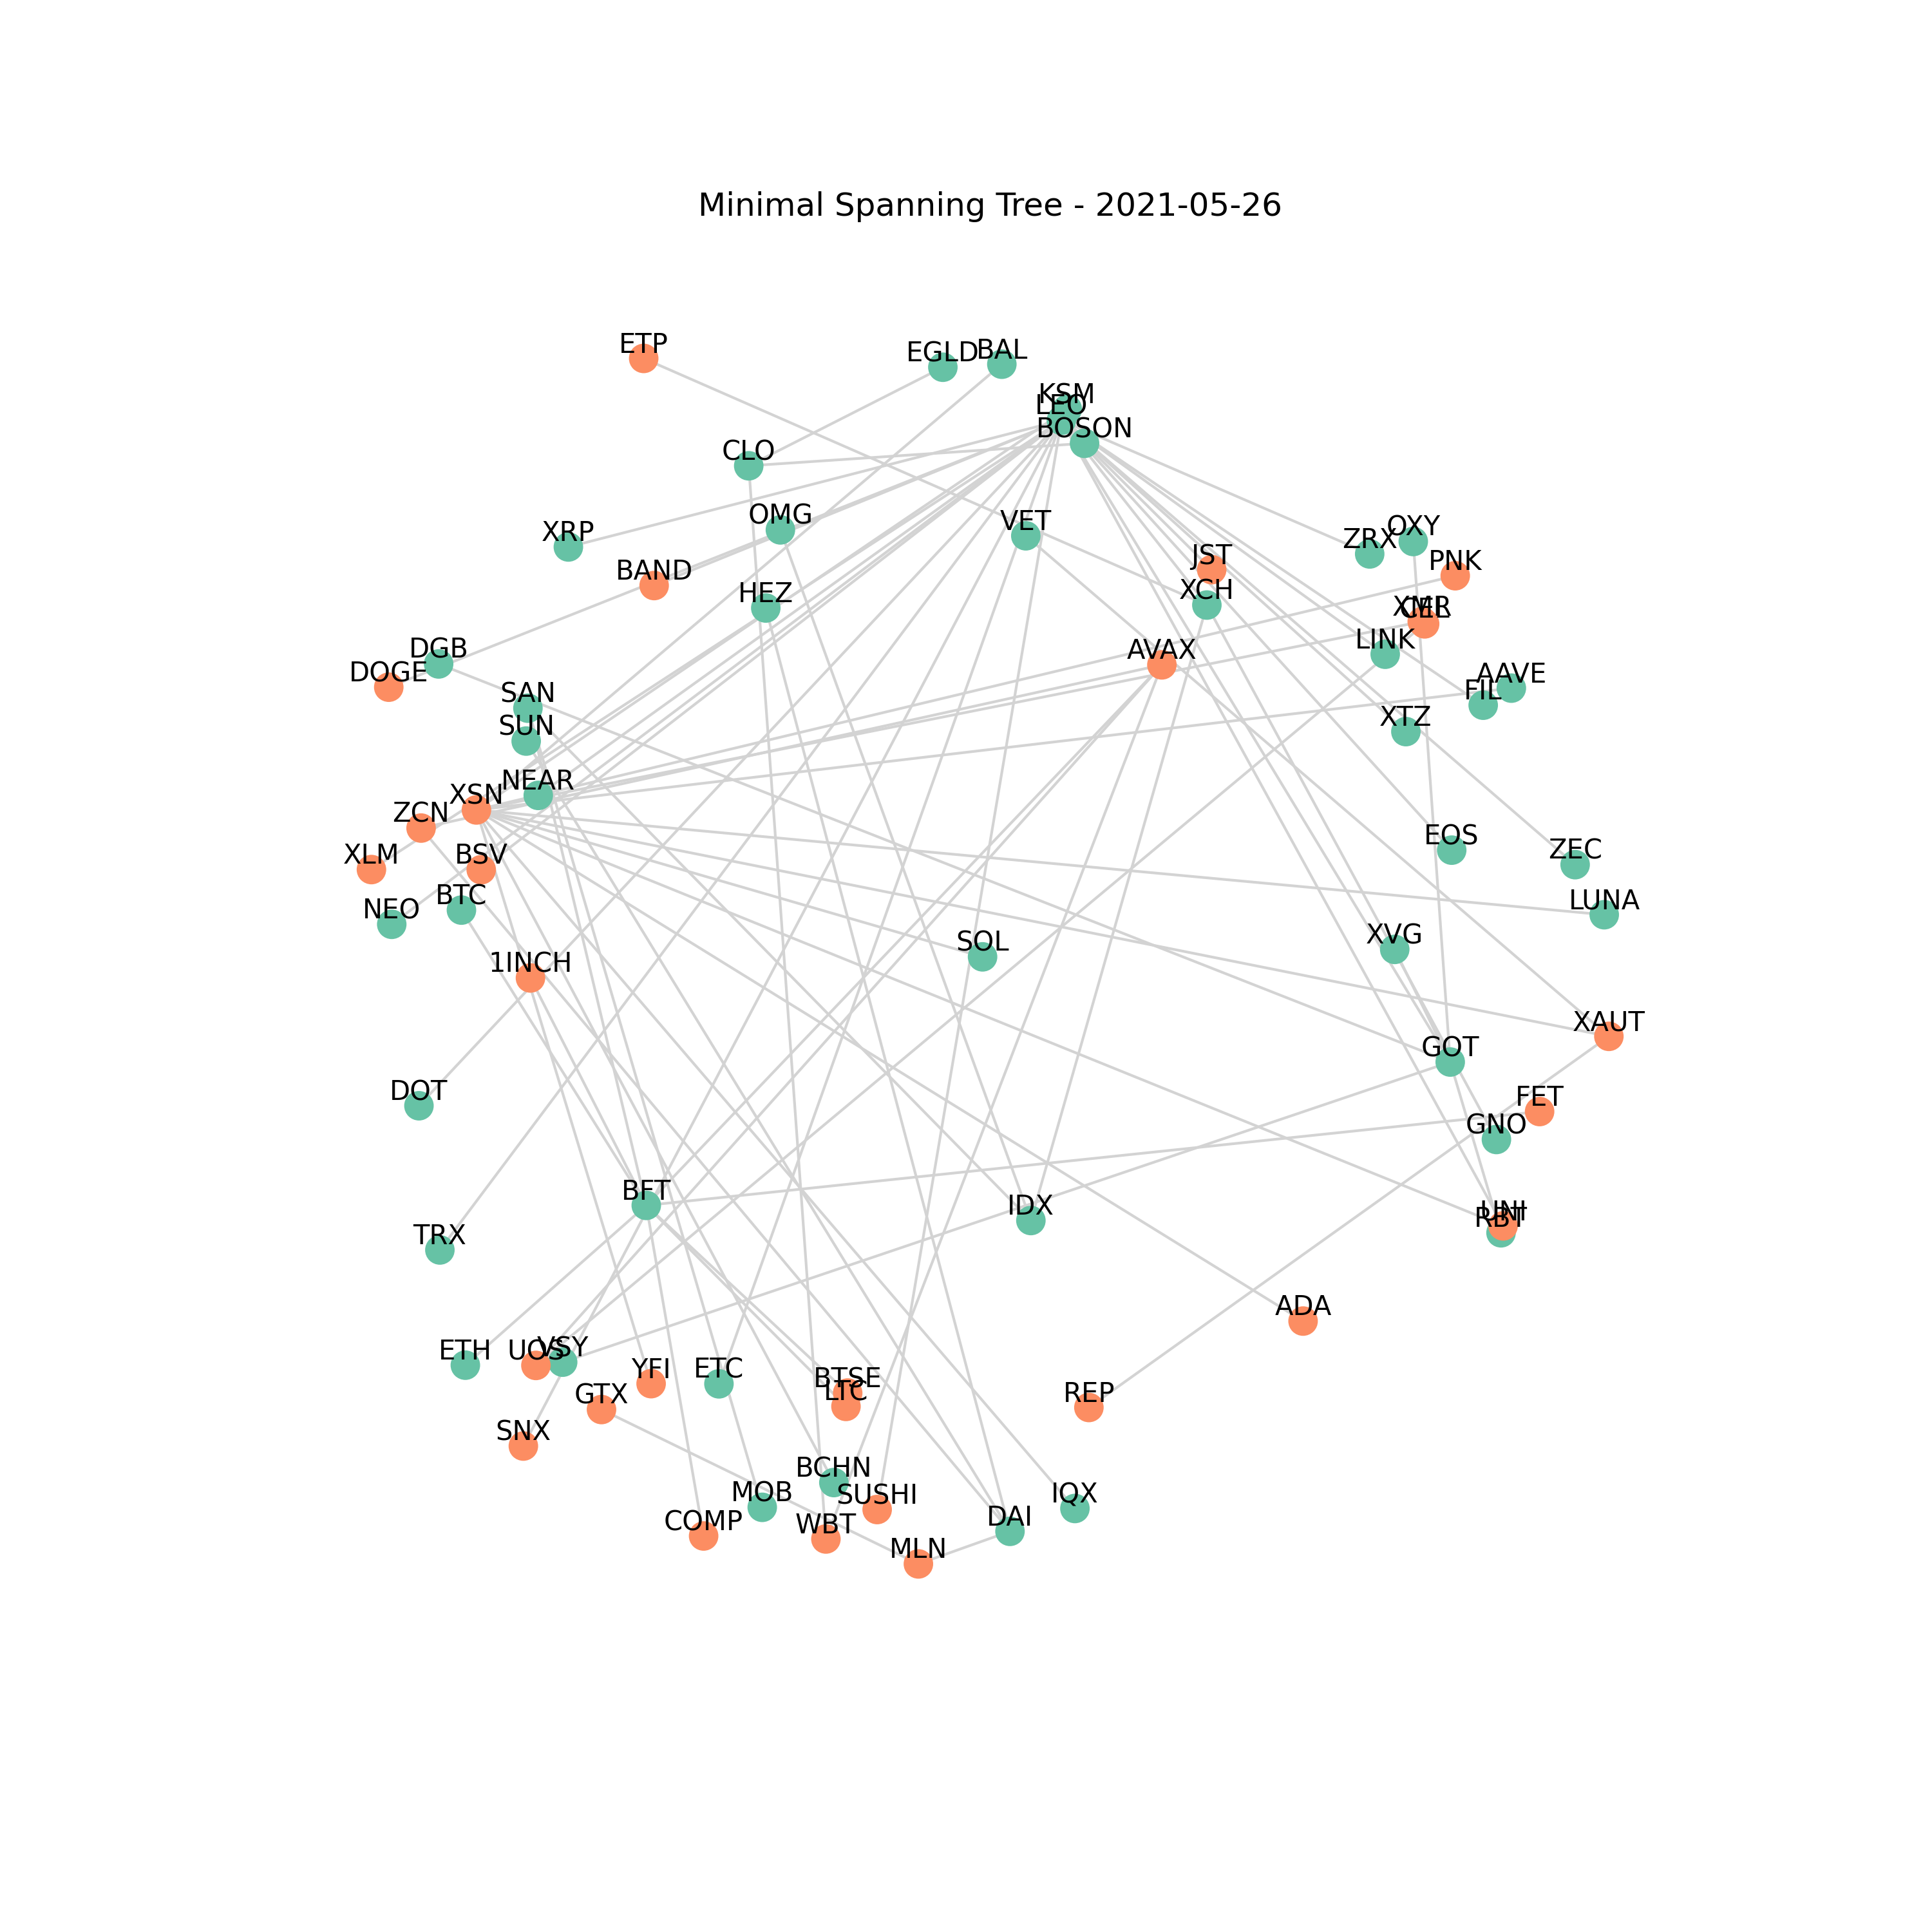 Minimal Spanning Tree - 2021-05-26
ETP
EGLD
BAL
KSM
LEO
BOSON
CLO
OMG
XRP
VET
OXY
ZRX
JST
PNK
BAND
HEZ
XCH
XMR
CEL
LINK
DGB
AVAX
DOGE
AAVE
FIL
SAN
XTZ
SUN
NEAR
XSN
ZCN
EOS
XLM
BSV
ZEC
BTC
NEO
LUNA
XVG
SOL
1INCH
XAUT
GOT
DOT
FET
GNO
BFT
IDX
UNI
RBT
TRX
ADA
ETH
UOS
VSY
YFI
ETC
BTSE
LTC
REP
GTX
SNX
BCHN
MOB
SUSHI
IQX
COMP
WBT
DAI
MLN